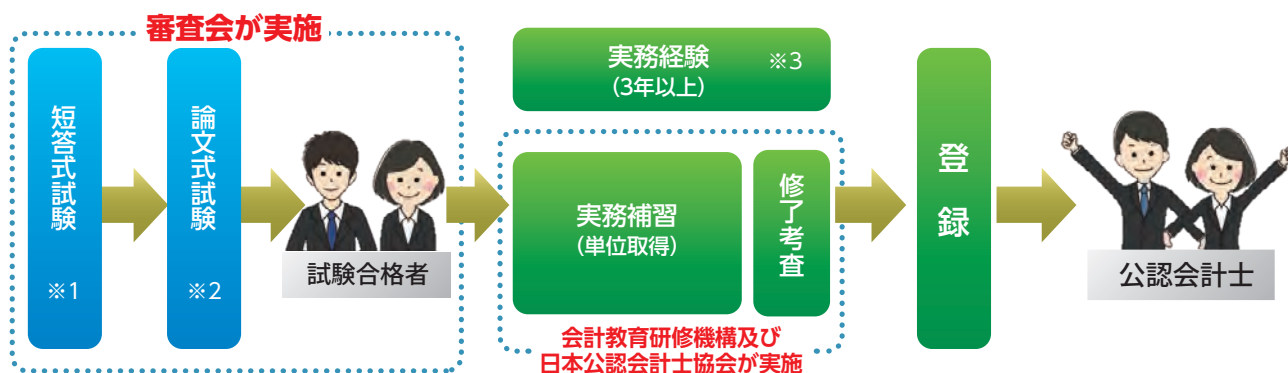 審査会が実施
短答式試験
※1
論文式試験
※2
試験合格者
実務経験 ※3
(3年以上)
実務補習
(単位取得)
修了考査
会計教育研修機構及び
日本公認会計士協会が実施
登録
公認会計士